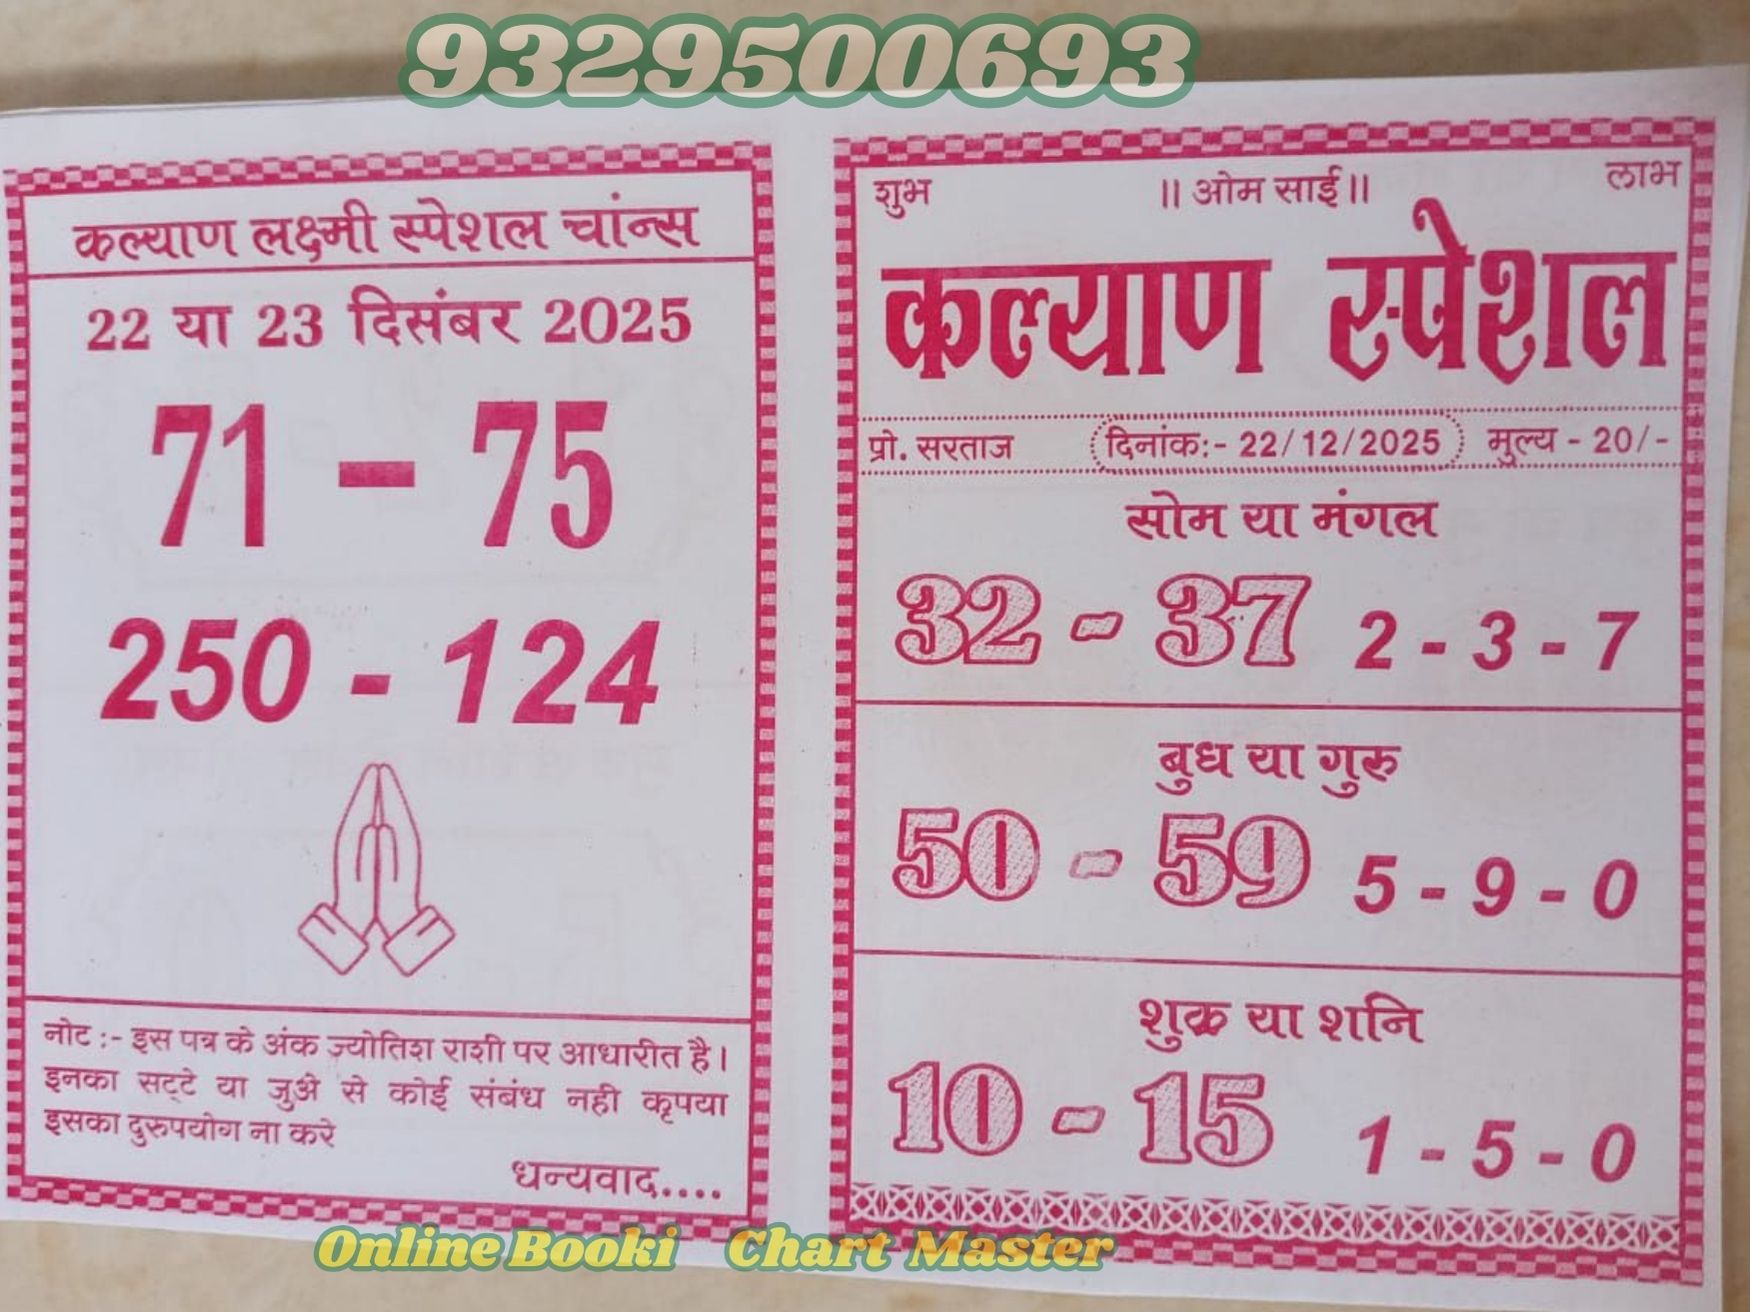 9329500693
कल्याण लक्ष्मी स्पेशल चांन्स
22 या 23 दिसंबर 2025
71 - 75
250 - 124
नोट :- इस पत्र के अंक ज्योतिश राशी पर आधारीत है।
इनका सट्टे या जुअे से कोई संबंध नही कृपया
इसका दुरुपयोग ना करे
धन्यवाद....
शुभ ॥ ओम साई॥ लाभ
कल्याण स्पेशल
प्रो. सरताज दिनांक:- 22/12/2025 मुल्य - 20/-
सोम या मंगल
32 - 37 2 - 3 - 7
बुध या गुरु
50 - 59 5 - 9 - 0
शुक्र या शनि
10 - 15 1 - 5 - 0
Online Booki Chart Master